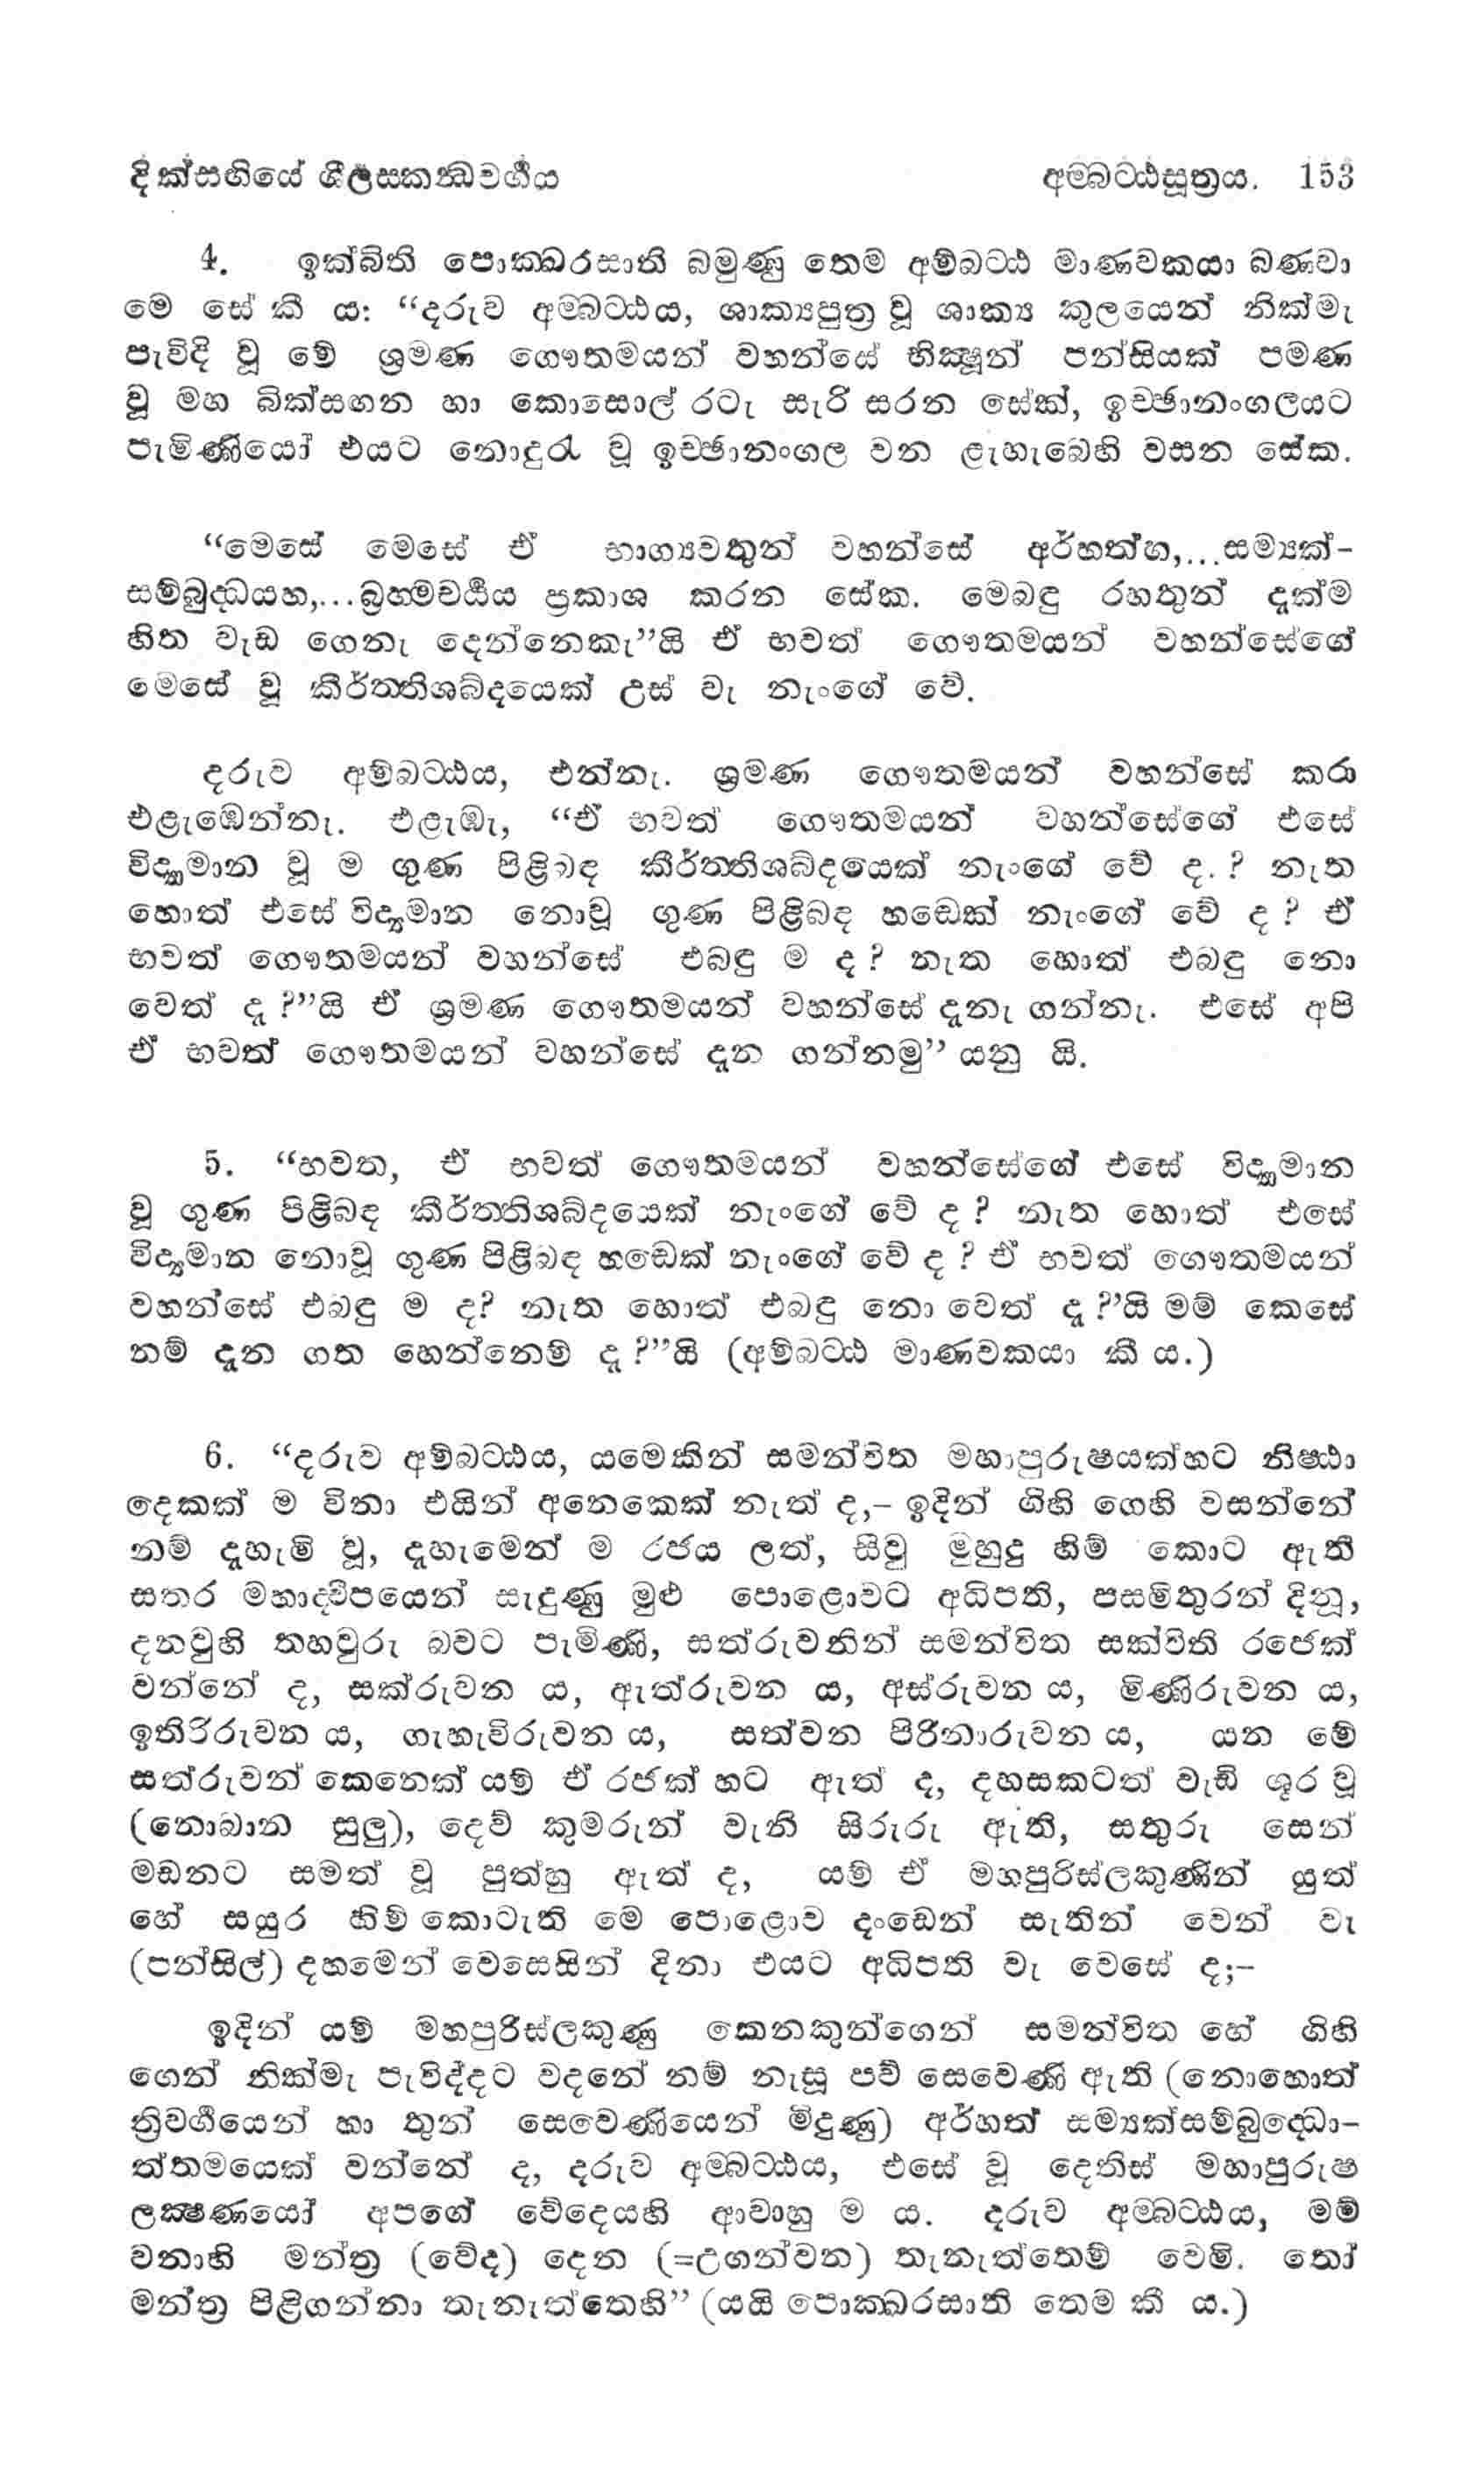 දික්සඟියේ ශීලසකන්‍ධවර්‍ගය අම්බට්ඨසූත්‍රය. 153
4. ඉක්බිති පොක්ඛරසාති බමුණු තෙම අම්බට්ඨ මාණවකයා බණවා
මෙ සේ කී ය: “දරුව අම්බට්ඨය, ශාක්‍යපුත්‍ර වූ ශාක්‍ය කුලයෙන් නික්මැ
පැවිදි වූ මේ ශ්‍රමණ ගෞතමයන් වහන්සේ භික්‍ෂූන් පන්සියක් පමණ
වූ මහ බික්සඟන හා කොසොල් රටැ සැරි සරන සේක්, ඉච්ඡානංගලයට
පැමිණියෝ එයට නොදුරැ වූ ඉච්ඡානංගල වන ළැහැබෙහි වසන සේක.
“මෙසේ මෙසේ ඒ භාග්‍යවතුන් වහන්සේ අර්හත්හ,...සම්‍යක්-
සම්බුද්ධයහ,...බ්‍රහ්මචර්‍ය්‍යය ප්‍රකාශ කරන සේක. මෙබඳු රහතුන් දැක්ම
හිත වැඩ ගෙනැ දෙන්නෙකැ”යි ඒ භවත් ගෞතමයන් වහන්සේගේ
මෙසේ වූ කීර්තතිශබ්දයෙක් උස් වැ නැංගේ වේ.
දරුව අම්බට්ඨය, එන්නැ. ශ්‍රමණ ගෞතමයන් වහන්සේ කරා
එළැඹෙන්නැ. එළැඹැ, “ඒ භවත් ගෞතමයන් වහන්සේගේ එසේ
විද්‍යමාන වූ ම ගුණ පිළිබඳ කීර්තතිශබ්දයෙක් නැංගේ වේ ද.? නැත
හොත් එසේ විද්‍යමාන නොවූ ගුණ පිළිබඳ හඬෙක් නැංගේ වේ ද? ඒ
භවත් ගෞතමයන් වහන්සේ එබඳු ම ද? නැත හොත් එබඳු නො
වෙත් දැ?”යි ඒ ශ්‍රමණ ගෞතමයන් වහන්සේ දැනැ ගන්නැ. එසේ අපි
ඒ භවත් ගෞතමයන් වහන්සේ දැන ගන්නමු” යනු යි.
5. “භවත, ඒ භවත් ගෞතමයන් වහන්සේගේ එසේ විද්‍යමාන
වූ ගුණ පිළිබඳ කීර්තතිශබ්දයෙක් නැංගේ වේ ද? නැත හොත් එසේ
විද්‍යමාන නොවූ ගුණ පිළිබඳ හඬෙක් නැංගේ වේ ද? ඒ භවත් ගෞතමයන්
වහන්සේ එබඳු ම ද? නැත හොත් එබඳු නො වෙත් දැ?’යි මම් කෙසේ
නම් දැන ගත හෙන්නෙම් දැ?”යි (අම්බට්ඨ මාණවකයා කී ය.)
6. “දරුව අම්බට්ඨය, යමෙකින් සමන්විත මහාපුරුෂයක්හට නිෂ්ඨා
දෙකක් ම විනා එයින් අනෙකෙක් නැත් ද,- ඉදින් ගිහි ගෙහි වසන්නේ
නම් දැහැමි වූ, දැහැමෙන් ම රජය ලත්, සිවු මුහුදු හිම් කොට ඇති
සතර මහාද්වීපයෙන් සැදුණු මුළු පොළොවට අධිපති, පසමිතුරන් දිනූ,
දනවුහි තහවුරු බවට පැමිණි, සත්රුවනින් සමන්විත සක්විති රජෙක්
වන්නේ ද, සක්රුවන ය, ඇත්රුවන ය, අස්රුවන ය, මිණිරුවන ය,
ඉතිරිරුවන ය, ගැහැවිරුවන ය, සත්වන පිරිනාරුවන ය, යන මේ
සත්රුවන් කෙනෙක් යම් ඒ රජක් හට ඇත් ද, දහසකටත් වැඩි ශූර වූ
(නොබාන සුලු), දෙව් කුමරුන් වැනි සිරුරු ඇති, සතුරු සෙන්
මඩනට සමත් වූ පුත්හු ඇත් ද, යම් ඒ මහපුරිස්ලකුණින් යුත්
හේ සයුර හිම් කොටැති මෙ පොළොව දංඩෙන් සැතින් වෙන් වැ
(පන්සිල්) දහමෙන් වෙසෙසින් දිනා එයට අධිපති වැ වෙසේ ද;-
ඉදින් යම් මහපුරිස්ලකුණු කෙනකුන්ගෙන් සමන්විත හේ ගිහි
ගෙන් නික්මැ පැවිද්දට වදනේ නම් නැසූ පව් සෙවෙණි ඇති (නොහොත්
ත්‍රිවර්‍ගයෙන් හා තුන් සෙවෙණියෙන් මිදුණු) අර්හත් සම්‍යක්සම්බුද්ධො-
ත්තමයෙක් වන්නේ ද, දරුව අම්බට්ඨය, එසේ වූ දෙතිස් මහාපුරුෂ
ලක්‍ෂණයෝ අපගේ වේදයෙහි ආවාහු ම ය. දරුව අම්බට්ඨය, මම්
වනාහි මන්ත්‍ර (වේද) දෙන (=උගන්වන) තැනැත්තෙම් වෙමි. තෝ
මන්ත්‍ර පිළිගන්නා තැනැත්තෙහි” (යයි පොක්ඛරසාති තෙම කී ය.)